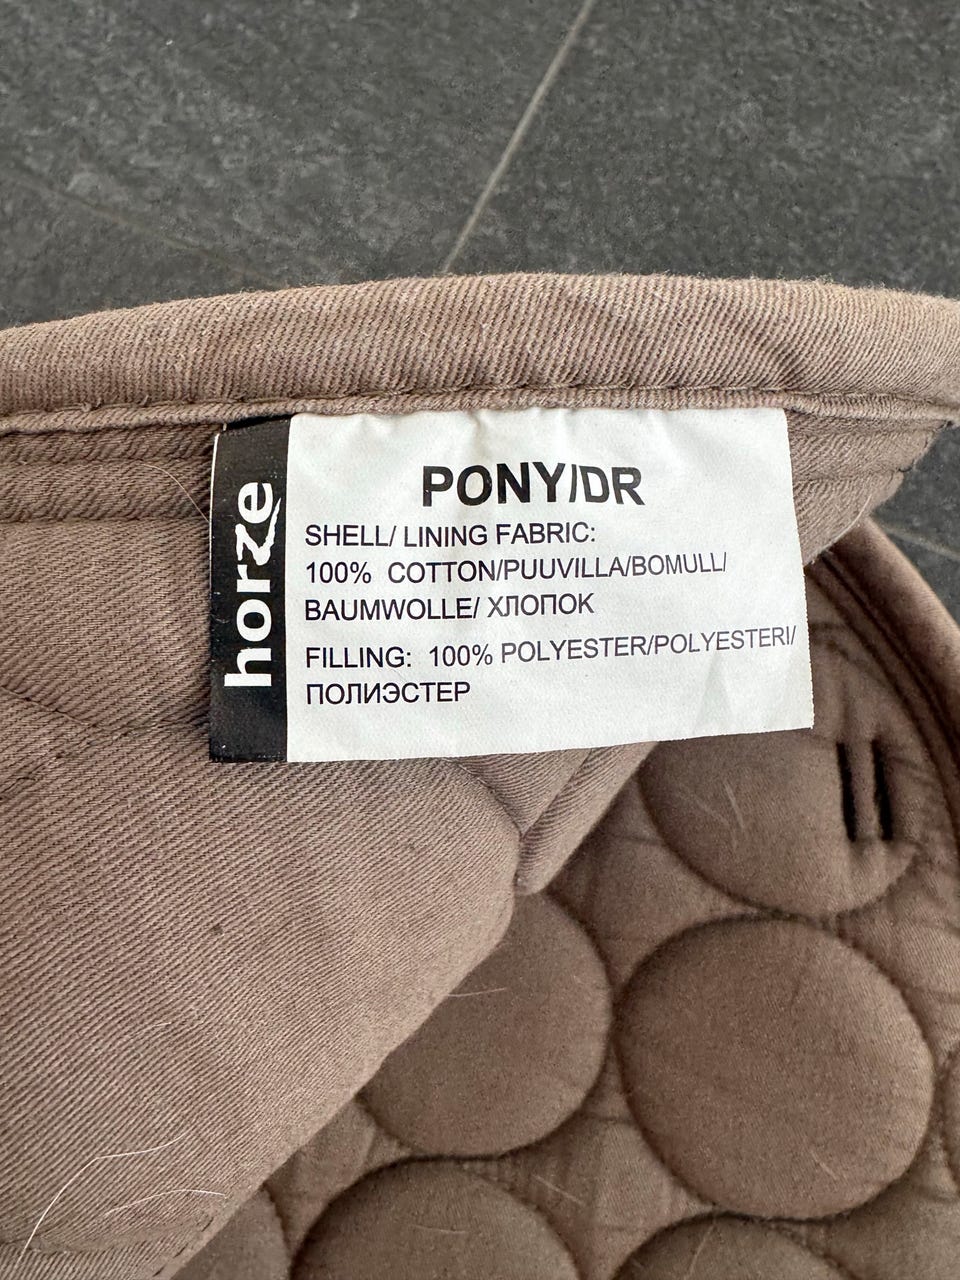 horze
PONY/DR
SHELL/ LINING FABRIC:
100% COTTON/PUUVILLA/BOMULL/
BAUMWOLLE/ ХЛОПОК
FILLING: 100% POLYESTER/POLYESTERI/
ПОЛИЭСТЕР